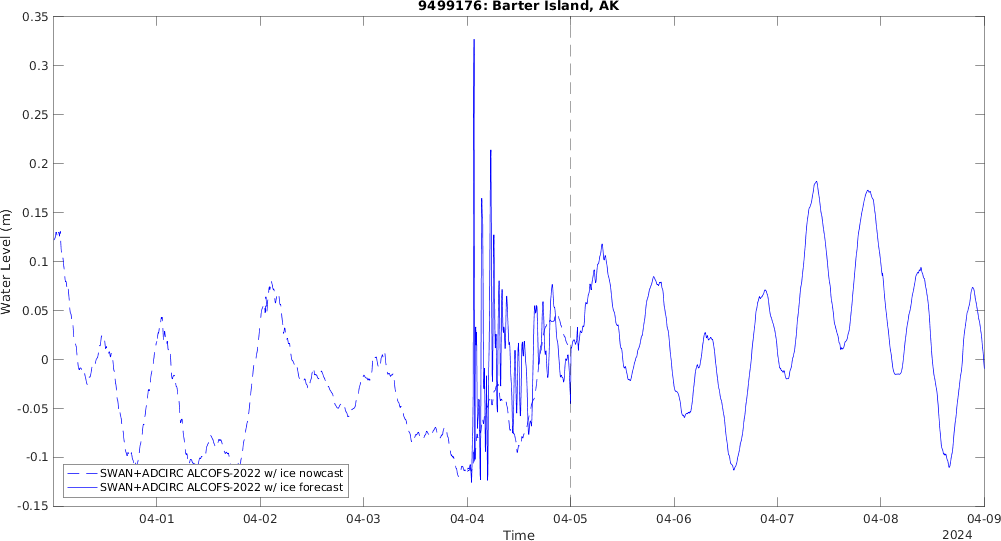 9499176: Barter Island, AK
0.35
0.3
0.25
0.2
0.15
0.1
0.05
0
-0.05
-0.1
-0.15
Water Level (m)
SWAN+ADCIRC ALCOFS-2022 w/ ice nowcast
SWAN+ADCIRC ALCOFS-2022 w/ ice forecast
04-01 04-02 04-03 04-04 04-05 04-06 04-07 04-08 04-09
Time
2024